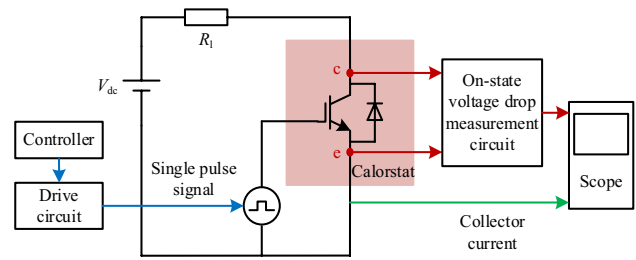 R1
Vdc
c
On-state
voltage drop
measurement
circuit
Controller
Single pulse
signal
e
Calorstat
Scope
Drive
circuit
Collector
current